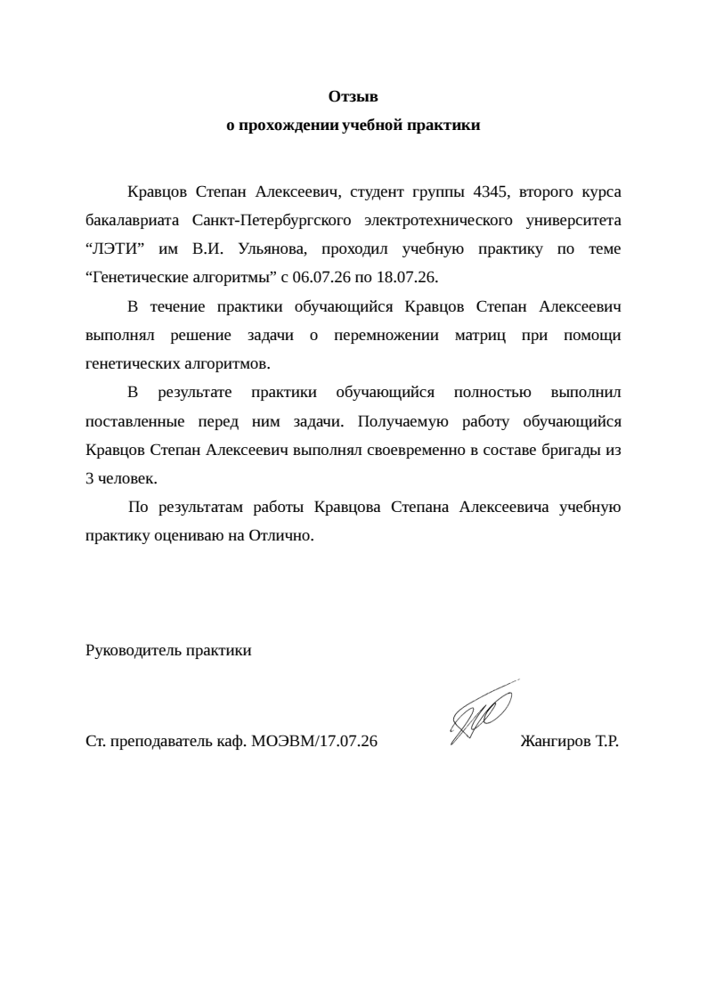 Отзыв
о прохождении учебной практики
Кравцов Степан Алексеевич, студент группы 4345, второго курса
бакалавриата Санкт-Петербургского электротехнического университета
“ЛЭТИ” им В.И. Ульянова, проходил учебную практику по теме
“Генетические алгоритмы” с 06.07.26 по 18.07.26.
В течение практики обучающийся Кравцов Степан Алексеевич
выполнял решение задачи о перемножении матриц при помощи
генетических алгоритмов.
В результате практики обучающийся полностью выполнил
поставленные перед ним задачи. Получаемую работу обучающийся
Кравцов Степан Алексеевич выполнял своевременно в составе бригады из
3 человек.
По результатам работы Кравцова Степана Алексеевича учебную
практику оцениваю на Отлично.
Руководитель практики
Ст. преподаватель каф. МОЭВМ/17.07.26 Жангиров Т.Р.